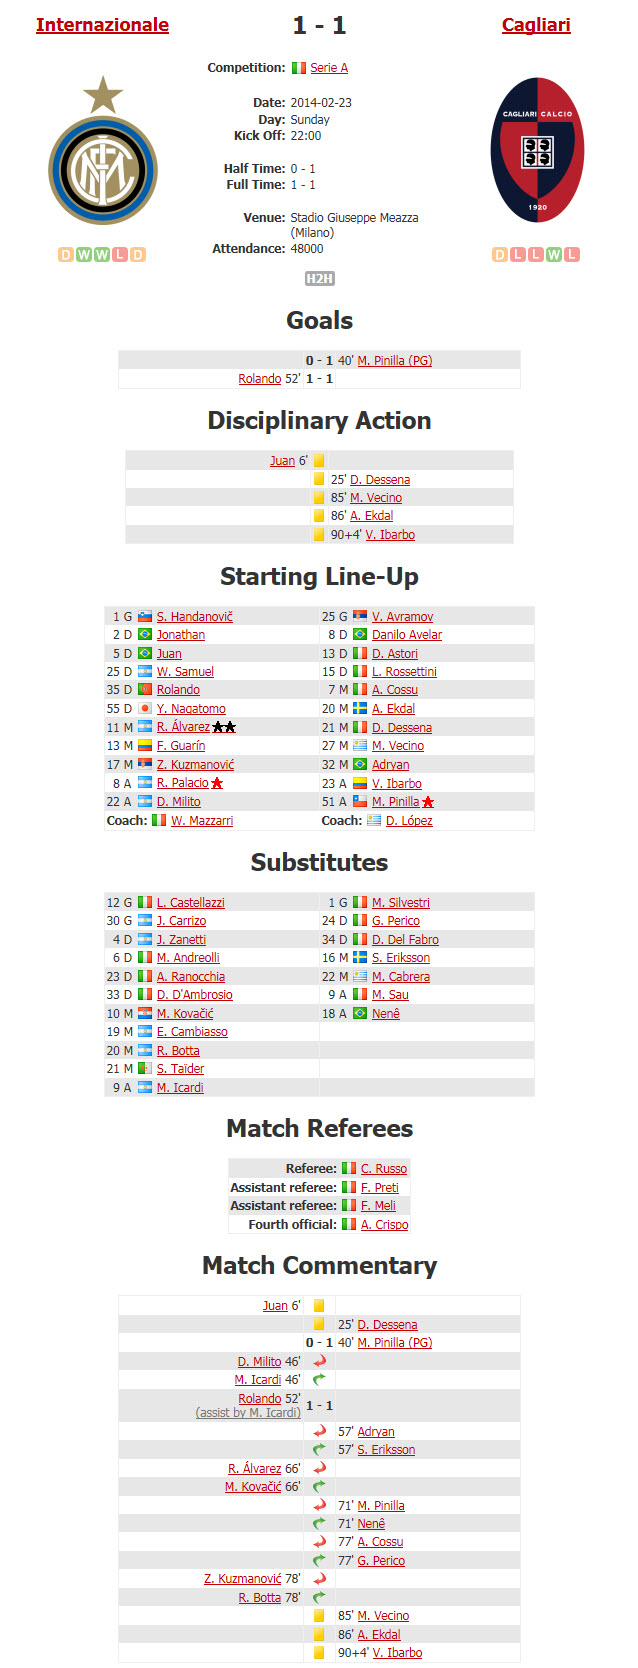 Internazionale 1 - 1 Cagliari
Competition: Serie A
Date: 2014-02-23
Day: Sunday
Kick Off: 22:00
Half Time: 0 - 1
Full Time: 1 - 1
Venue: Stadio Giuseppe Meazza
(Milano)
Attendance: 48000
CAGLIARI CALCIO
1920
D W W L D
D L L W L
H2H
Goals
0 - 1 40' M. Pinilla (PG)
Rolando 52' 1 - 1
Disciplinary Action
Juan 6'
25' D. Dessena
85' M. Vecino
86' A. Ekdal
90+4' V. Ibarbo
Starting Line-Up
1 G S. Handanovič 25 G V. Avramov
2 D Jonathan 8 D Danilo Avelar
5 D Juan 13 D D. Astori
25 D W. Samuel 15 D L. Rossettini
35 D Rolando 7 M A. Cossu
55 D Y. Nagatomo 20 M A. Ekdal
11 M R. Álvarez 21 M D. Dessena
13 M F. Guarín 27 M M. Vecino
17 M Z. Kuzmanović 32 M Adryan
8 A R. Palacio 23 A V. Ibarbo
22 A D. Milito 51 A M. Pinilla
Coach: W. Mazzarri Coach: D. López
Substitutes
12 G L. Castellazzi 1 G M. Silvestri
30 G J. Carrizo 24 D G. Perico
4 D J. Zanetti 34 D D. Del Fabro
6 D M. Andreolli 16 M S. Eriksson
23 D A. Ranocchia 22 M M. Cabrera
33 D D. D'Ambrosio 9 A M. Sau
10 M M. Kovačić 18 A Nenê
19 M E. Cambiasso
20 M R. Botta
21 M S. Taïder
9 A M. Icardi
Match Referees
Referee: C. Russo
Assistant referee: F. Preti
Assistant referee: F. Meli
Fourth official: A. Crispo
Match Commentary
Juan 6'
25' D. Dessena
0 - 1 40' M. Pinilla (PG)
D. Milito 46'
M. Icardi 46'
Rolando 52' 1 - 1
(assist by M. Icardi)
57' Adryan
57' S. Eriksson
R. Álvarez 66'
M. Kovačić 66'
71' M. Pinilla
71' Nenê
77' A. Cossu
77' G. Perico
Z. Kuzmanović 78'
R. Botta 78'
85' M. Vecino
86' A. Ekdal
90+4' V. Ibarbo